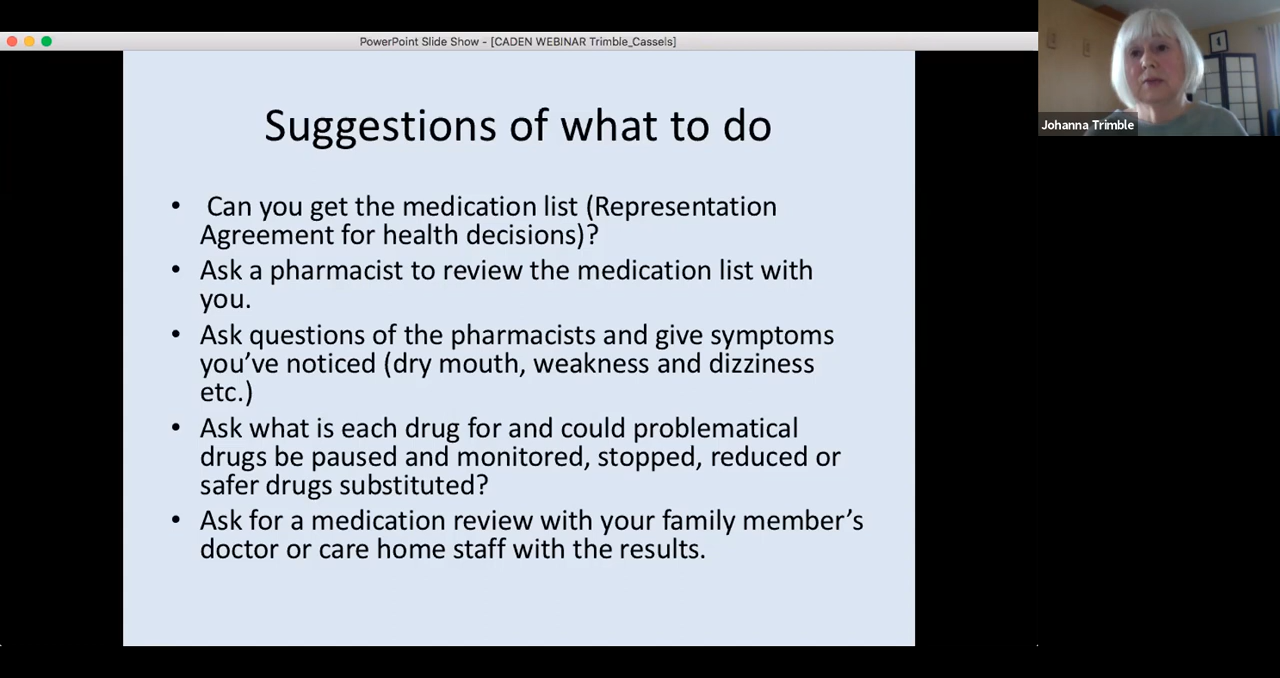 PowerPoint Slide Show - [CADEN WEBINAR Trimble_Cassels]
Johanna Trimble
Suggestions of what to do
• Can you get the medication list (Representation
Agreement for health decisions)?
• Ask a pharmacist to review the medication list with
you.
• Ask questions of the pharmacists and give symptoms
you’ve noticed (dry mouth, weakness and dizziness
etc.)
• Ask what is each drug for and could problematical
drugs be paused and monitored, stopped, reduced or
safer drugs substituted?
• Ask for a medication review with your family member’s
doctor or care home staff with the results.